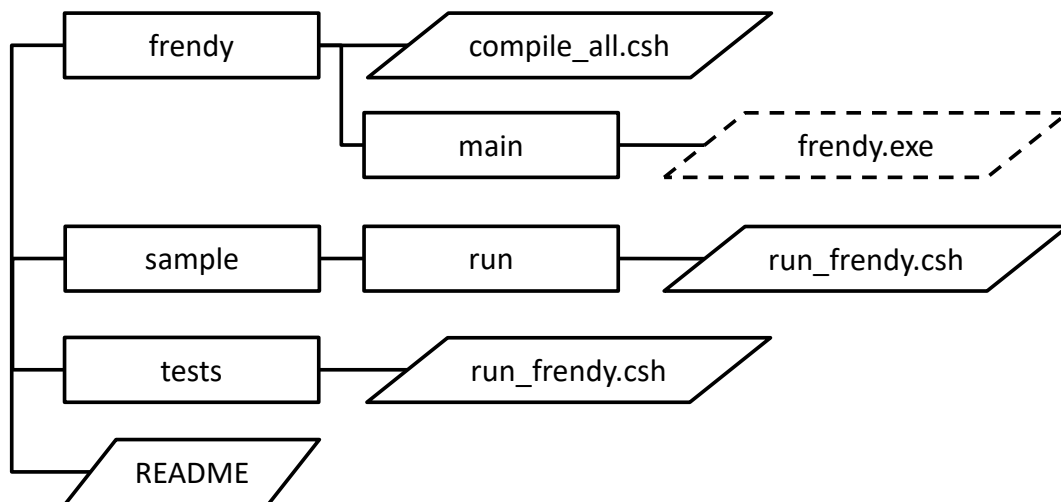 frendy
compile_all.csh
main
frendy.exe
sample
run
run_frendy.csh
tests
run_frendy.csh
README